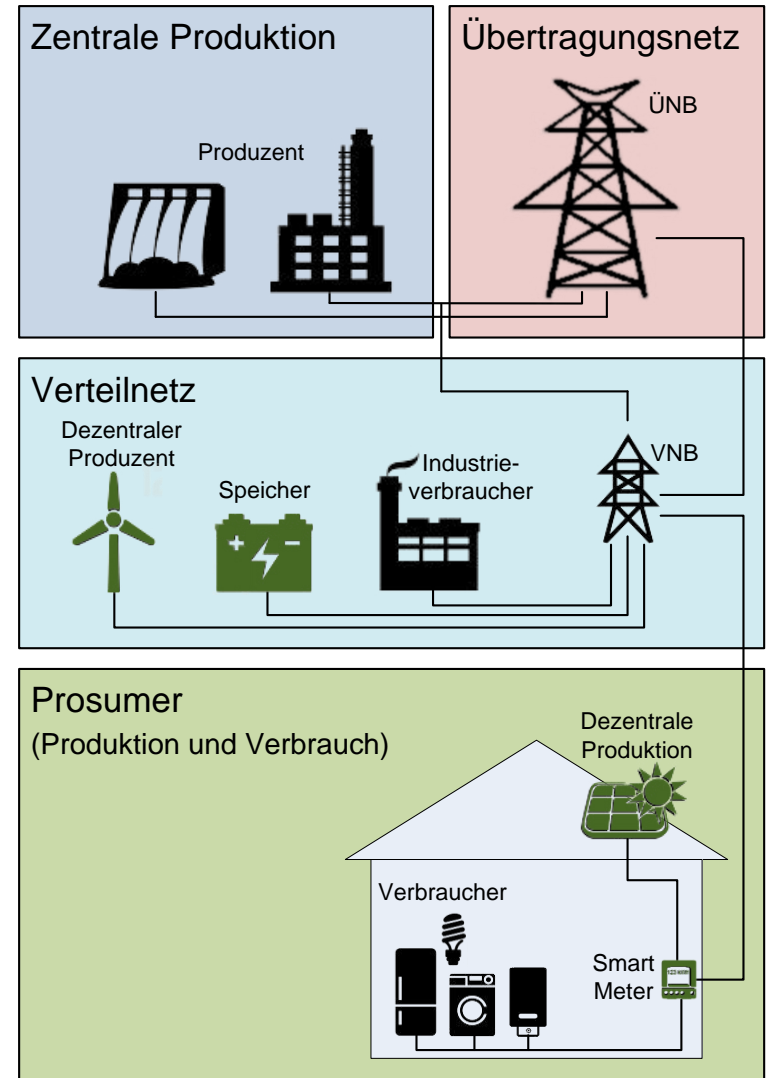 Zentrale Produktion
Produzent
Übertragungsnetz
ÜNB
Verteilnetz
Dezentraler
Produzent
Speicher
Industrie-
verbraucher
VNB
Prosumer
(Produktion und Verbrauch)
Dezentrale
Produktion
Verbraucher
Smart
Meter